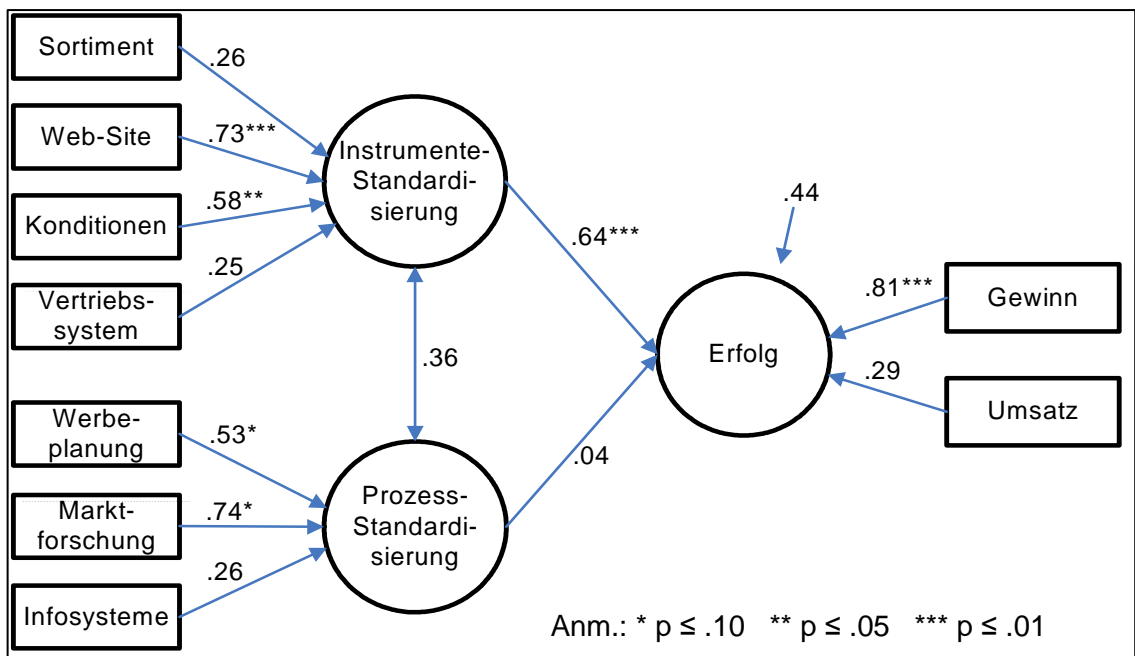 Sortiment
.26
Web-Site
.73***
Konditionen
.58**
Vertriebs-
system
.25
Instrumente-
Standardi-
sierung
.64***
.44
.36
Erfolg
.81***
Gewinn
.29
Umsatz
Werbe-
planung
.53*
Markt-
forschung
.74*
Infosysteme
.26
Prozess-
Standardi-
sierung
.04
Anm.: * p ≤ .10 ** p ≤ .05 *** p ≤ .01